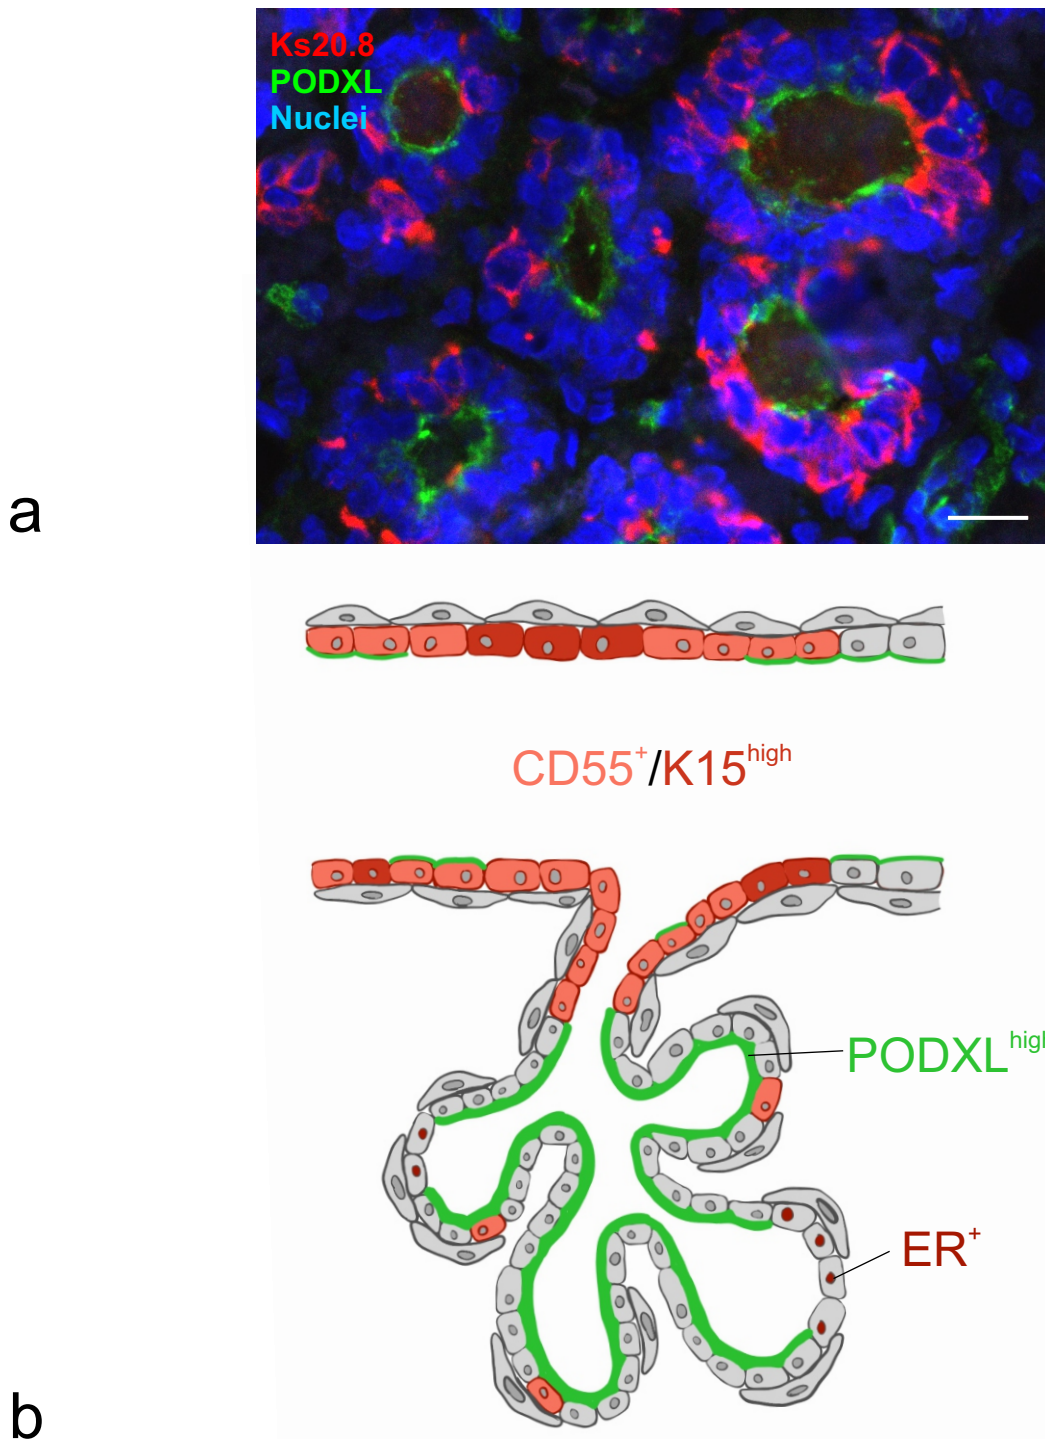 Ks20.8
PODXL
Nuclei
a
CD55⁺/K15ʰⁱᵍʰ
PODXLʰⁱᵍˡ
ER⁺
b